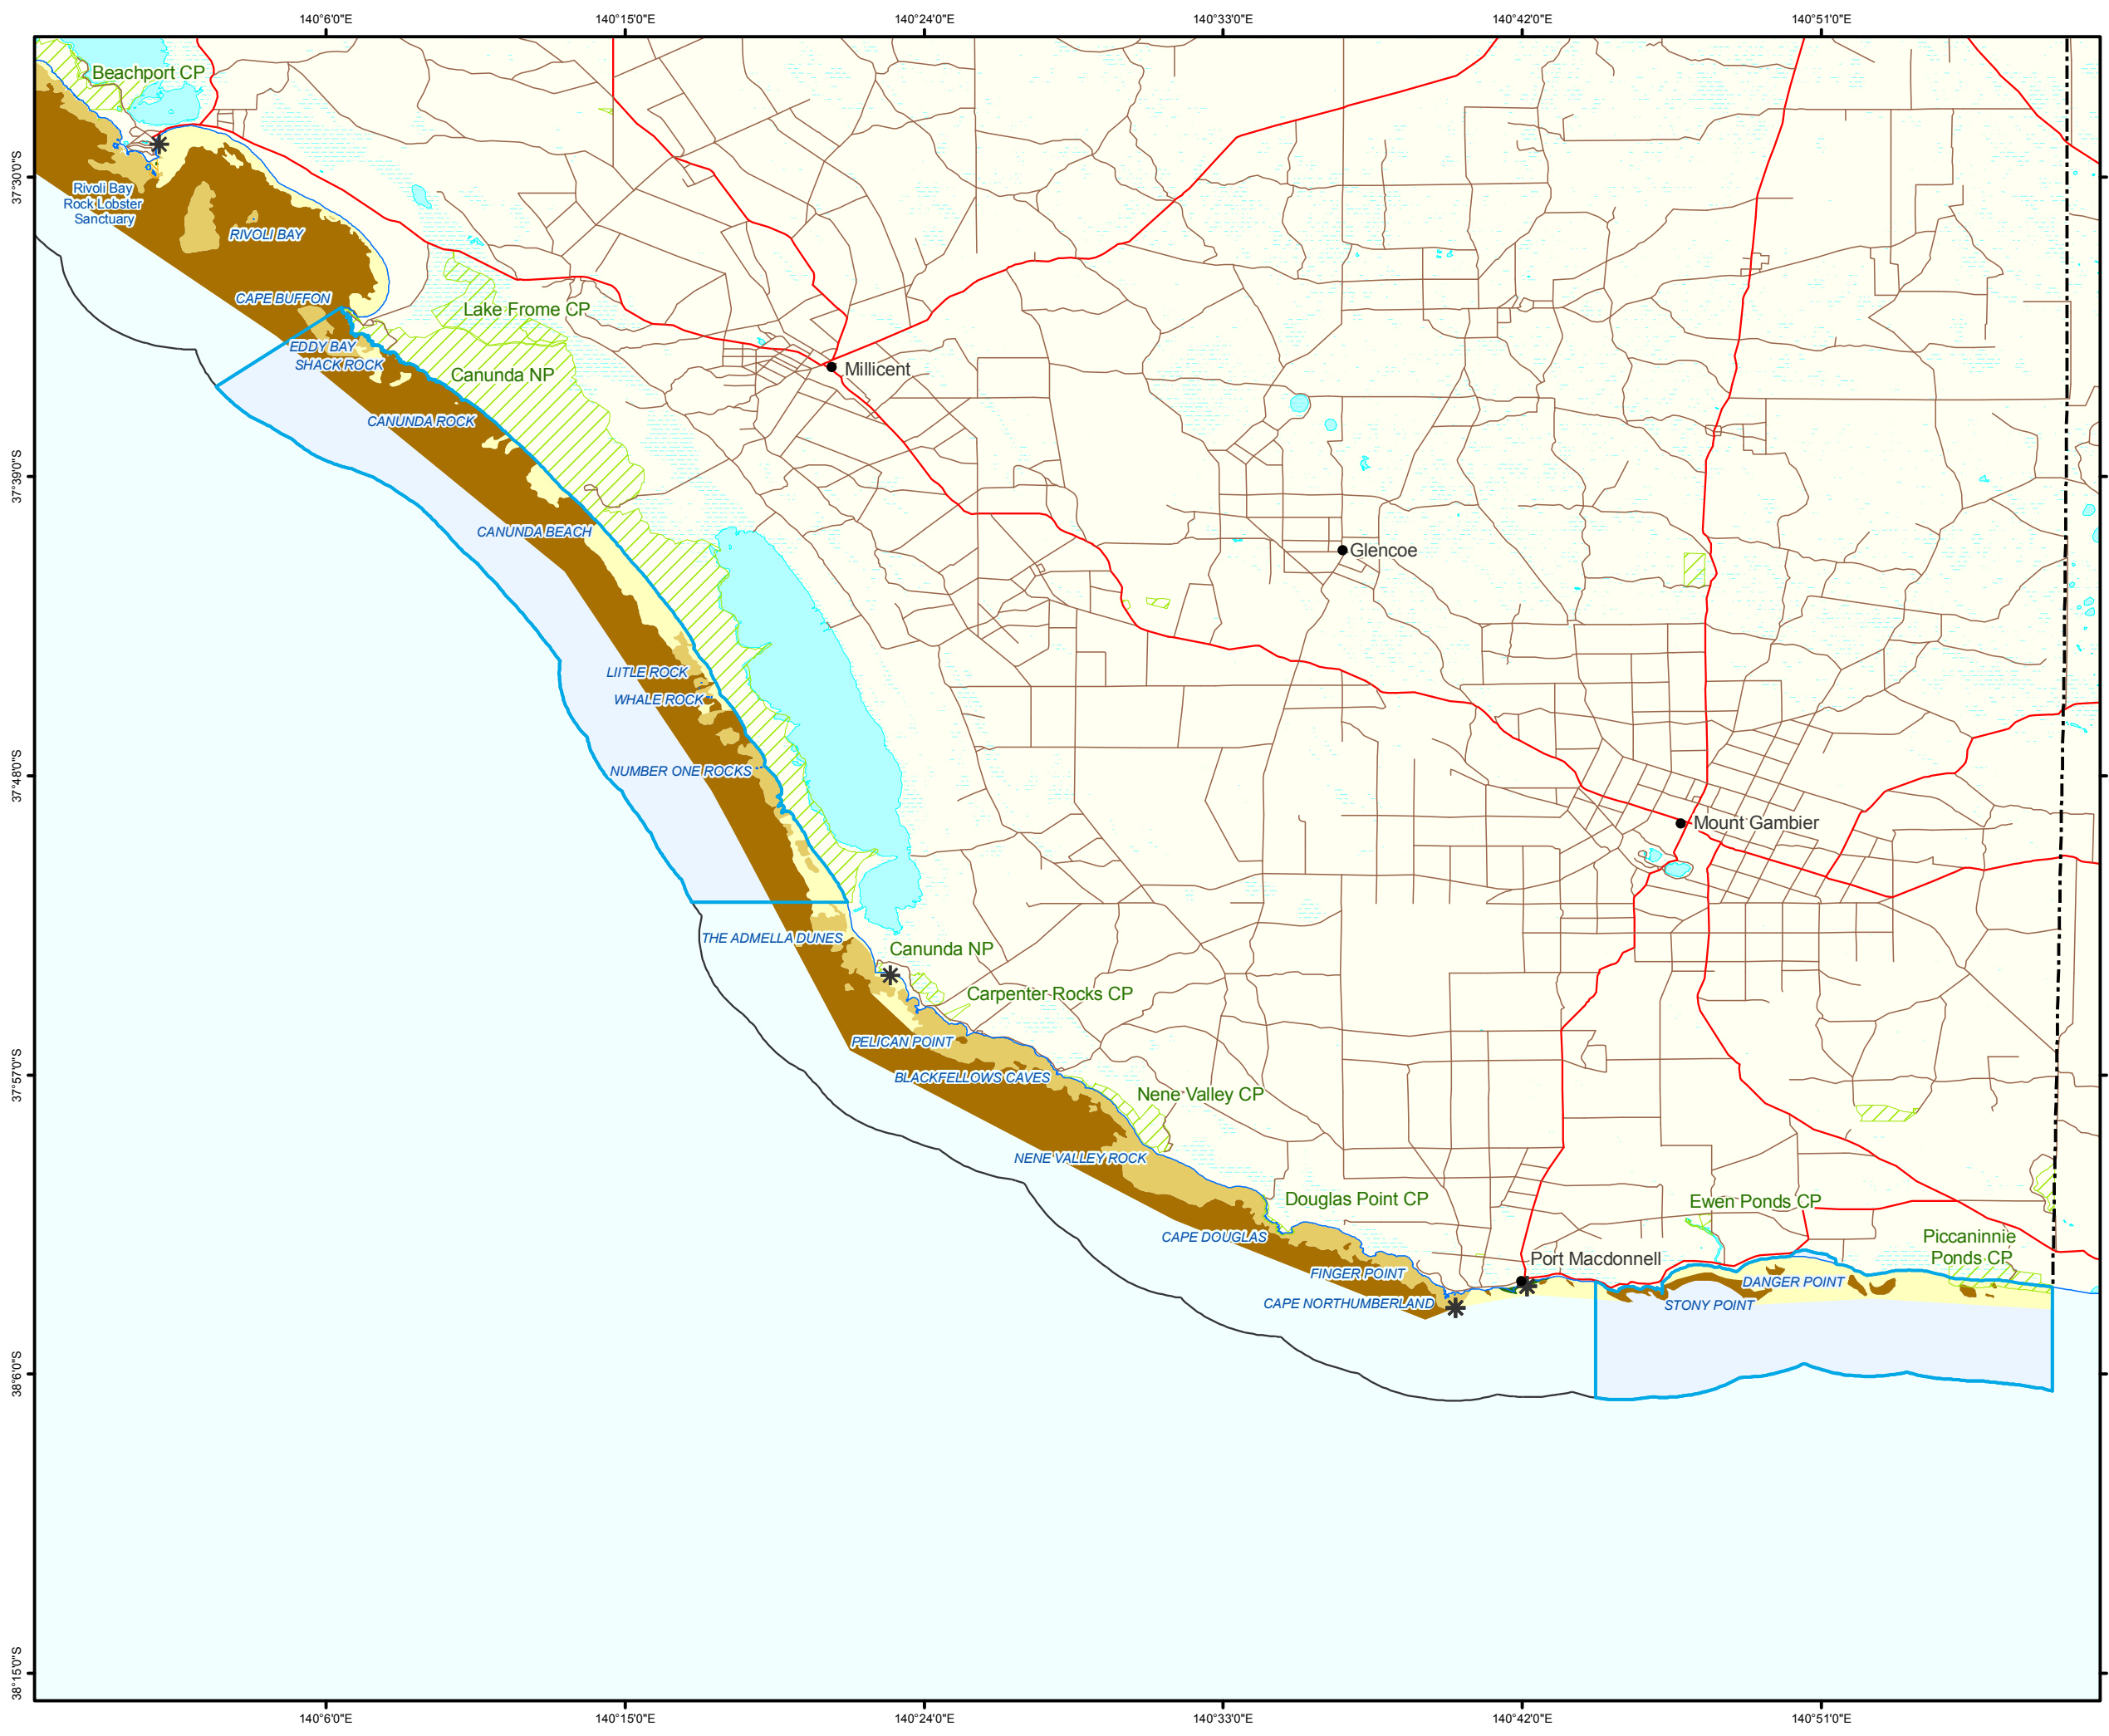 140°6'0"E
140°15'0"E
140°24'0"E
140°33'0"E
140°42'0"E
140°51'0"E
Beachport CP
37°30'0"S
Rivoli Bay
Rock Lobster
Sanctuary
RIVOLI BAY
CAPE BUFFON
Lake Frome CP
EDDY BAY
SHACK ROCK
Canunda NP
Millicent
CANUNDA ROCK
37°39'0"S
CANUNDA BEACH
Glencoe
LIITLE ROCK
WHALE ROCK
37°48'0"S
NUMBER ONE ROCKS
Mount Gambier
THE ADMELLA DUNES
Canunda NP
Carpenter Rocks CP
PELICAN POINT
37°57'0"S
BLACKFELLOWS CAVES
Nene Valley CP
NENE VALLEY ROCK
Douglas Point CP
Ewen Ponds CP
CAPE DOUGLAS
Piccaninnie
Ponds CP
Port Macdonnell
FINGER POINT
DANGER POINT
CAPE NORTHUMBERLAND
STONY POINT
38°6'0"S
38°15'0"S
140°6'0"E
140°15'0"E
140°24'0"E
140°33'0"E
140°42'0"E
140°51'0"E